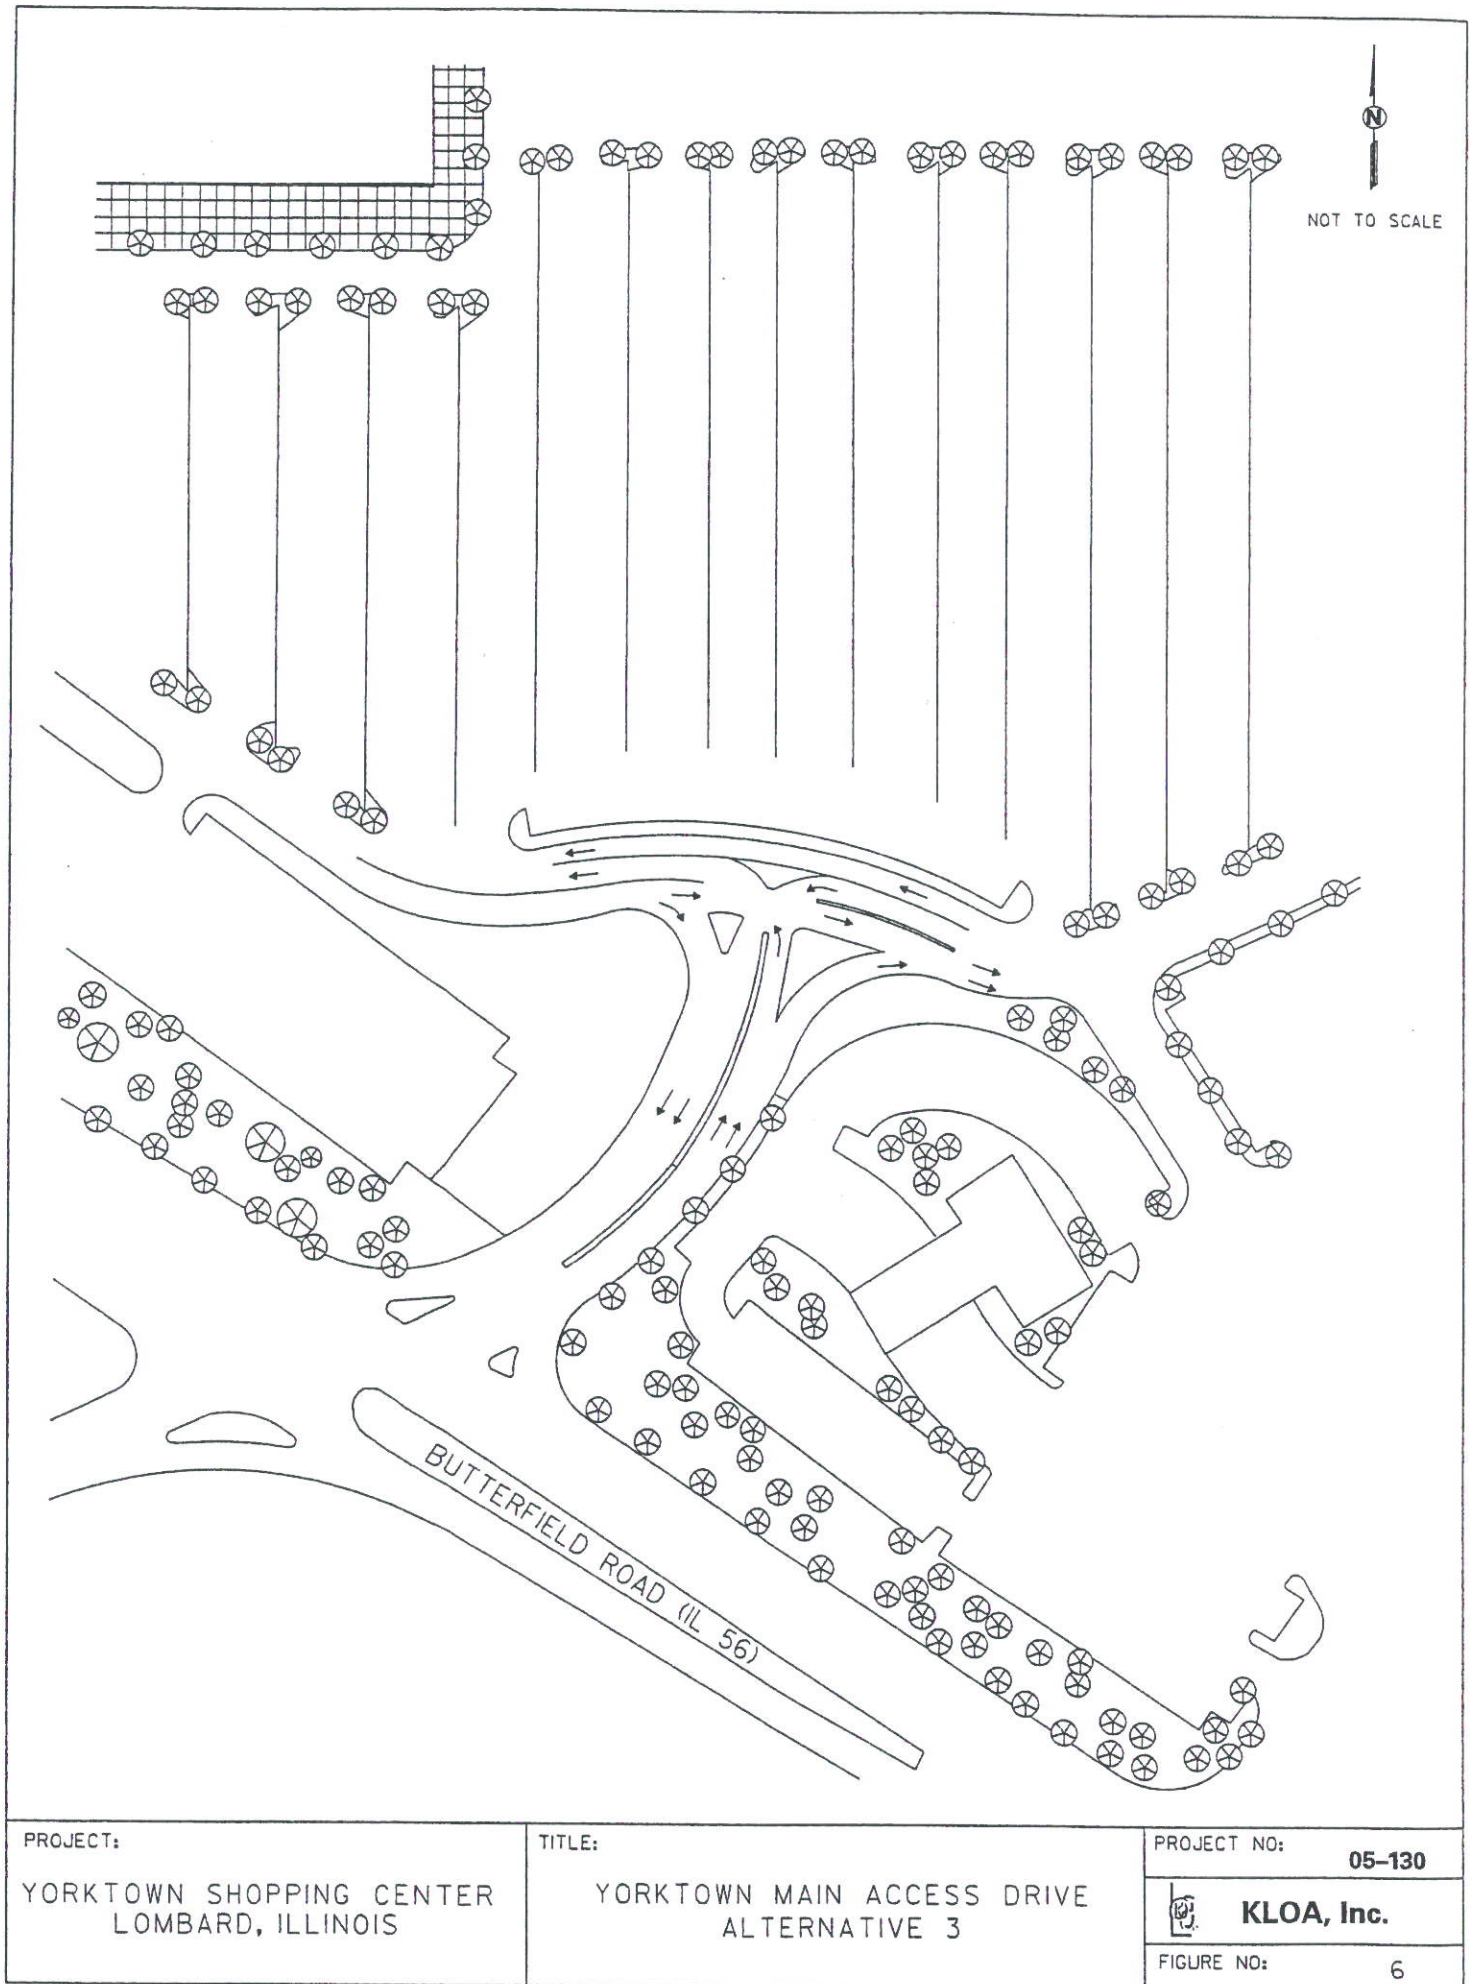 N
NOT TO SCALE
BUTTERFIELD ROAD (IL 56)
PROJECT:
YORKTOWN SHOPPING CENTER
LOMBARD, ILLINOIS
TITLE:
YORKTOWN MAIN ACCESS DRIVE
ALTERNATIVE 3
PROJECT NO:
05-130
KLOA, Inc.
FIGURE NO:
6